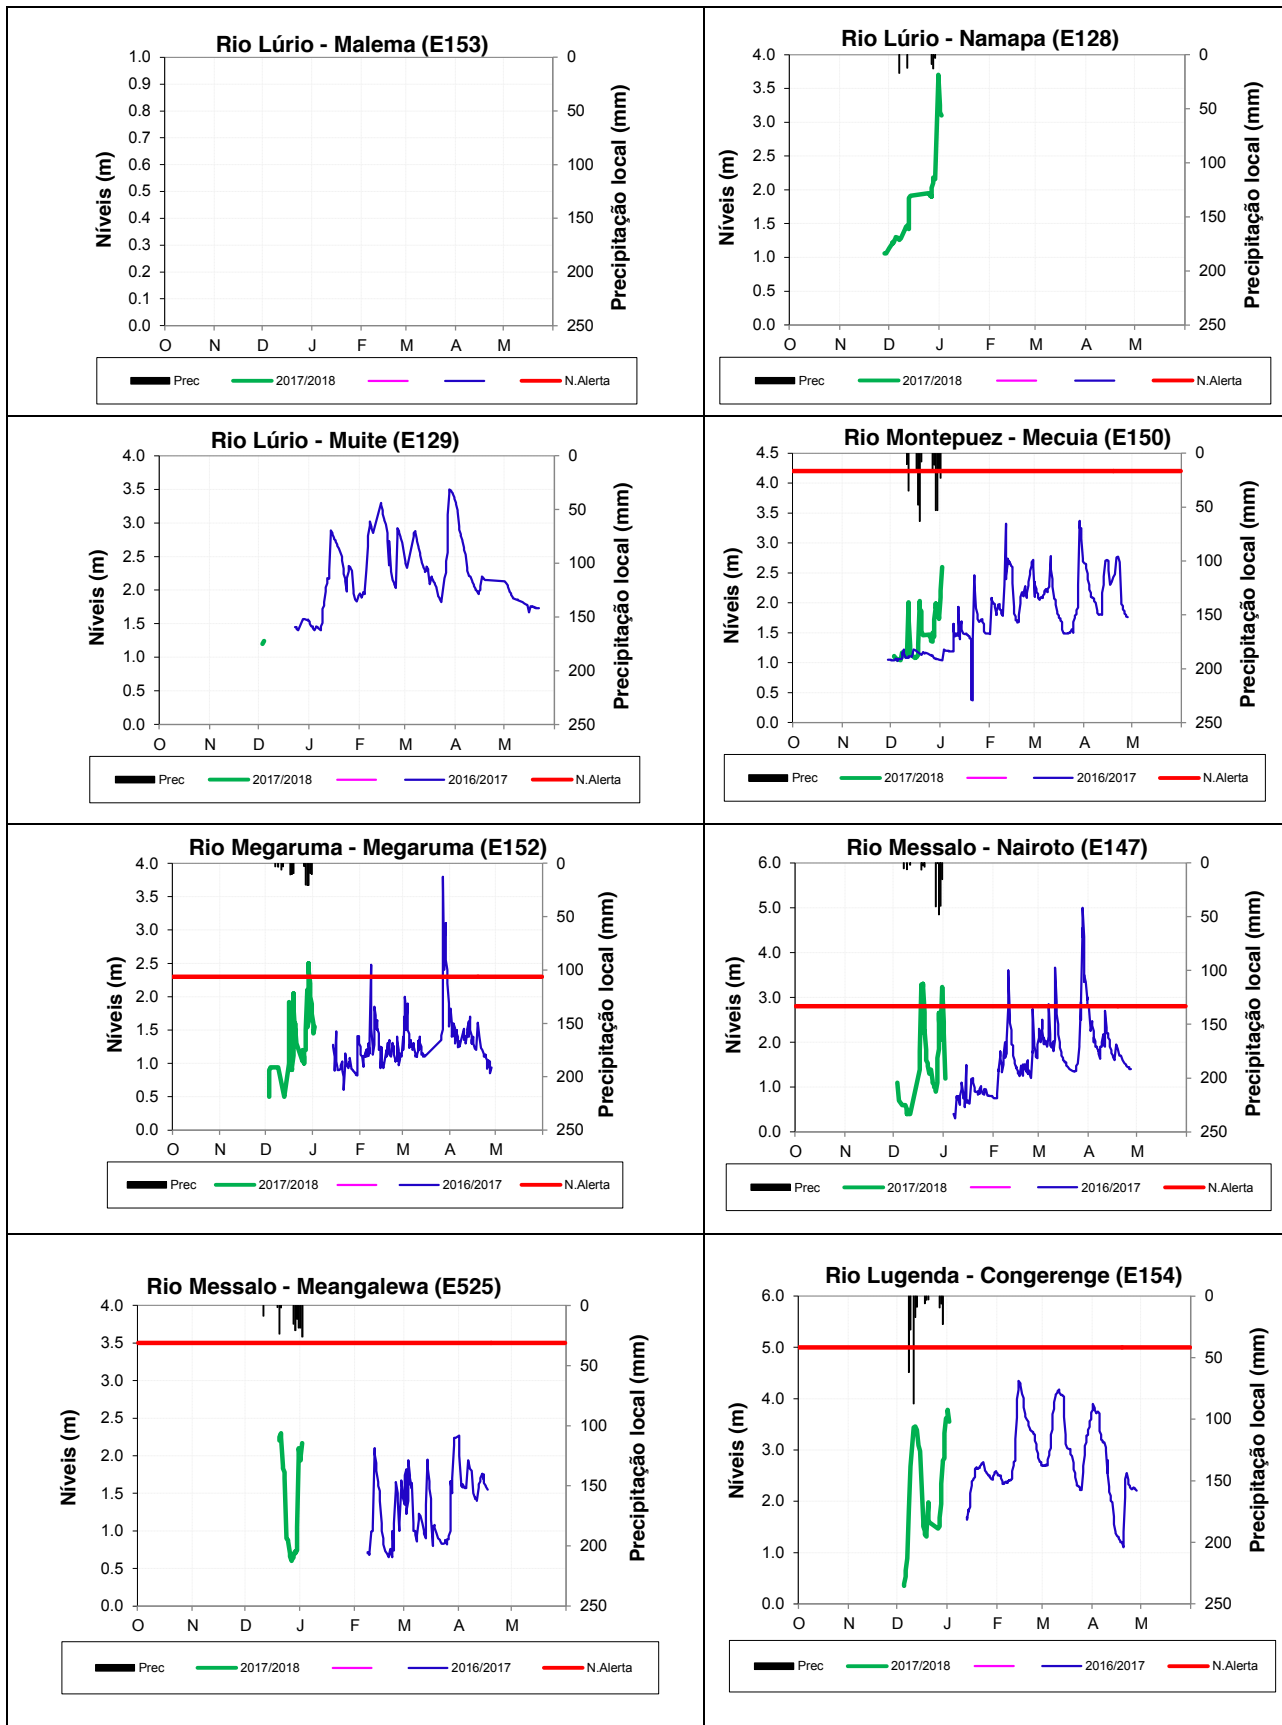 Rio Lúrio - Malema (E153)
Níveis (m)
1.0
0.9
0.8
0.7
0.6
0.5
0.4
0.3
0.2
0.1
0.0
0
50
100
150
200
250
Precipitação local (mm)
O N D J F M A M
Prec 2017/2018 N.Alerta
Rio Lúrio - Namapa (E128)
Níveis (m)
4.0
3.5
3.0
2.5
2.0
1.5
1.0
0.5
0.0
0
50
100
150
200
250
Precipitação local (mm)
O N D J F M A M
Prec 2017/2018 N.Alerta
Rio Lúrio - Muite (E129)
Níveis (m)
4.0
3.5
3.0
2.5
2.0
1.5
1.0
0.5
0.0
0
50
100
150
200
250
Precipitação local (mm)
O N D J F M A M
Prec 2017/2018 2016/2017 N.Alerta
Rio Montepuez - Mecuia (E150)
Níveis (m)
4.5
4.0
3.5
3.0
2.5
2.0
1.5
1.0
0.5
0.0
0
50
100
150
200
250
Precipitação local (mm)
O N D J F M A M
Prec 2017/2018 2016/2017 N.Alerta
Rio Megaruma - Megaruma (E152)
Níveis (m)
4.0
3.5
3.0
2.5
2.0
1.5
1.0
0.5
0.0
0
50
100
150
200
250
Precipitação local (mm)
O N D J F M A M
Prec 2017/2018 2016/2017 N.Alerta
Rio Messalo - Nairoto (E147)
Níveis (m)
6.0
5.0
4.0
3.0
2.0
1.0
0.0
0
50
100
150
200
250
Precipitação local (mm)
O N D J F M A M
Prec 2017/2018 2016/2017 N.Alerta
Rio Messalo - Meangalewa (E525)
Níveis (m)
4.0
3.5
3.0
2.5
2.0
1.5
1.0
0.5
0.0
0
50
100
150
200
250
Precipitação local (mm)
O N D J F M A M
Prec 2017/2018 2016/2017 N.Alerta
Rio Lugenda - Congerenge (E154)
Níveis (m)
6.0
5.0
4.0
3.0
2.0
1.0
0.0
0
50
100
150
200
250
Precipitação local (mm)
O N D J F M A M
Prec 2017/2018 2016/2017 N.Alerta